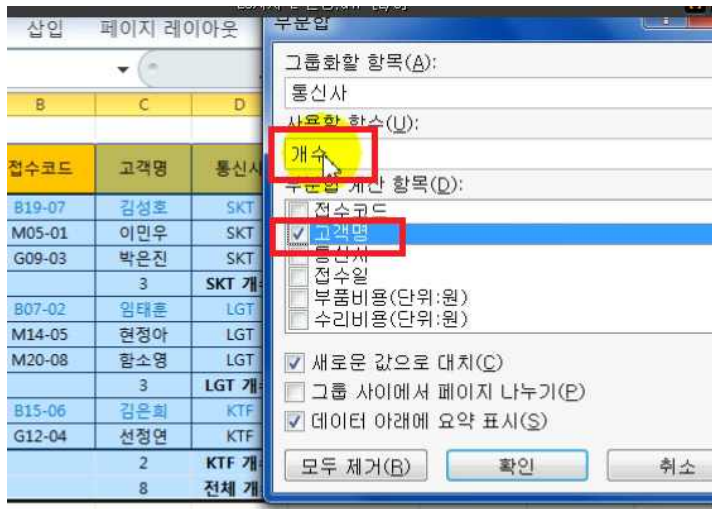 삽입 페이지 레이아웃
B C D
접수코드 고객명 통신사
B19-07 김성호 SKT
M05-01 이민우 SKT
G09-03 박은진 SKT
3 SKT 개
B07-02 임태훈 LGT
M14-05 현정아 LGT
M20-08 함소영 LGT
3 LGT 개
B15-06 김은희 KTF
G12-04 선정연 KTF
2 KTF 개
8 전체 개
부분합
그룹화할 항목(A):
통신사
사용할 함수(U):
개수
부분합 계산 항목(D):
접수코드
고객명
통신사
접수일
부품비용(단위:원)
수리비용(단위:원)
새로운 값으로 대치(C)
그룹 사이에서 페이지 나누기(P)
데이터 아래에 요약 표시(S)
모두 제거(R) 확인 취소